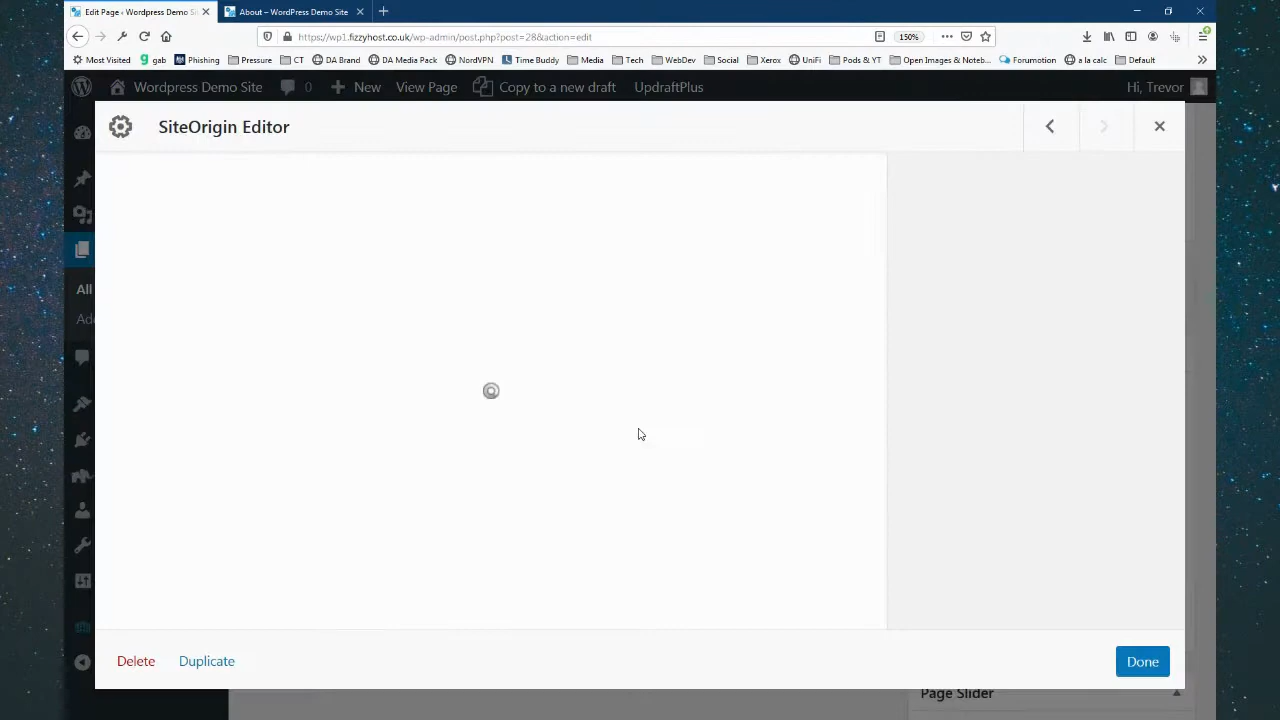 Edit Page ‹ Wordpress Demo Si
About – WordPress Demo Site
https://wp1.fizzyhost.co.uk/wp-admin/post.php?post=28&action=edit
150%
Most Visited
gab
Phishing
Pressure
CT
DA Brand
DA Media Pack
NordVPN
Time Buddy
Media
Tech
WebDev
Social
Xerox
UniFi
Pods & YT
Open Images & Noteb...
Forumotion
a la calc
Default
Wordpress Demo Site
0
New
View Page
Copy to a new draft
UpdraftPlus
Hi, Trevor
SiteOrigin Editor
All
Ad
Delete
Duplicate
Done
Page Slider